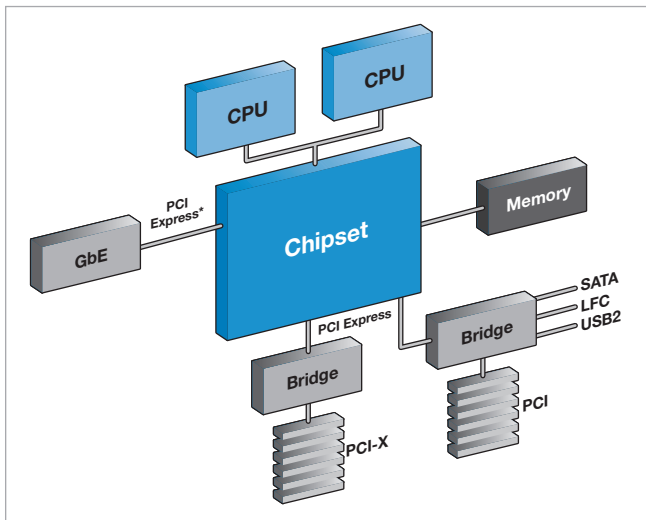 CPU
CPU
PCI
Express*
Memory
GbE
Chipset
SATA
LFC
USB2
PCI Express
Bridge
Bridge
PCI
PCI-X